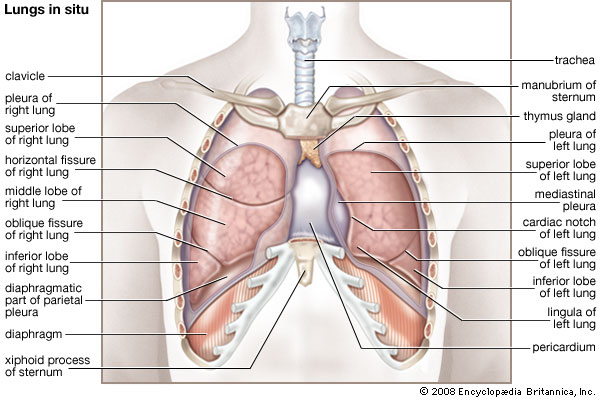 Lungs in situ
clavicle
pleura of
right lung
superior lobe
of right lung
horizontal fissure
of right lung
middle lobe of
right lung
oblique fissure
of right lung
inferior lobe
of right lung
diaphragmatic
part of parietal
pleura
diaphragm
xiphoid process
of sternum
trachea
manubrium of
sternum
thymus gland
pleura of
left lung
superior lobe
of left lung
mediastinal
pleura
cardiac notch
of left lung
oblique fissure
of left lung
inferior lobe
of left lung
lingula of
left lung
pericardium
© 2008 Encyclopædia Britannica, Inc.